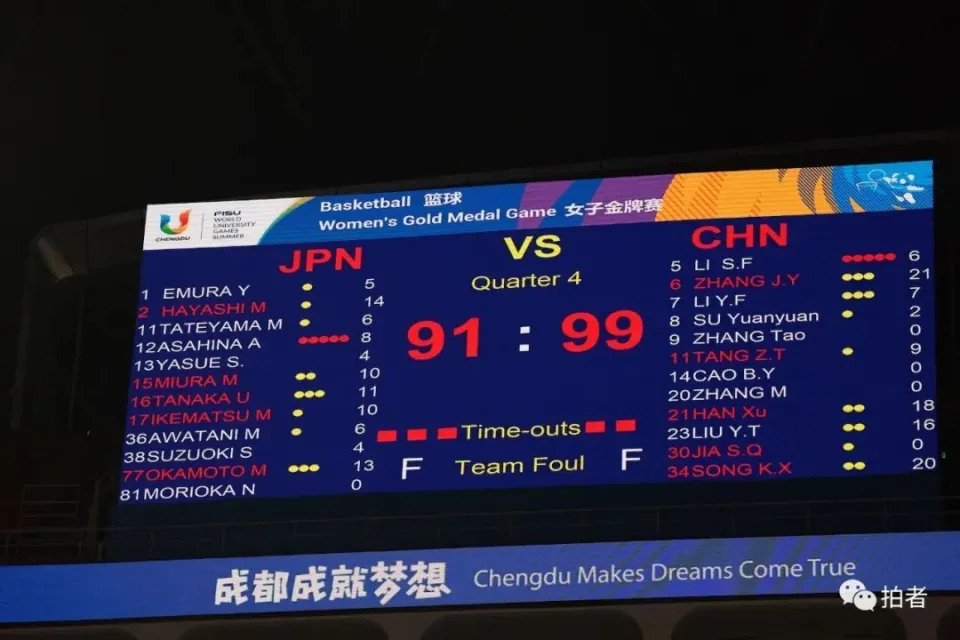 CHENGDU
FISU
WORLD
UNIVERSITY
GAMES
SUMMER
Basketball 篮球
Women's Gold Medal Game 女子金牌赛
JPN VS CHN
Quarter 4
91 : 99
1 EMURA Y 5
2 HAYASHI M 14
11 TATEYAMA M 6
12 ASAHINA A 8
13 YASUE S. 4
15 MIURA M 10
16 TANAKA U 11
17 IKEMATSU M 10
36 AWATANI M 6
38 SUZUOKI S 4
77 OKAMOTO M 13
81 MORIOKA N 0
5 LI S.F 6
6 ZHANG J.Y 21
7 LI Y.F 7
8 SU Yuanyuan 2
9 ZHANG Tao 0
11 TANG Z.T 9
14 CAO B.Y 0
20 ZHANG M 0
21 HAN Xu 18
23 LIU Y.T 16
30 JIA S.Q 0
34 SONG K.X 20
Time-outs
F Team Foul F
成都成就梦想 Chengdu Makes Dreams Come True
拍者